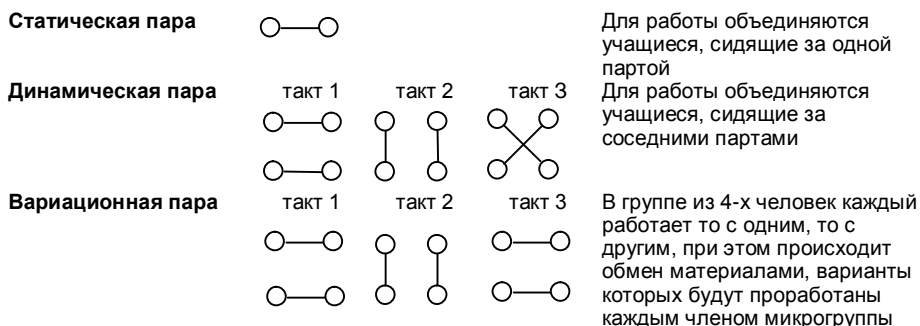 Статическая пара
Для работы объединяются
учащиеся, сидящие за одной
партой
Динамическая пара такт 1 такт 2 такт 3
Для работы объединяются
учащиеся, сидящие за
соседними партами
Вариационная пара такт 1 такт 2 такт 3
В группе из 4-х человек каждый
работает то с одним, то с
другим, при этом происходит
обмен материалами, варианты
которых будут проработаны
каждым членом микрогруппы